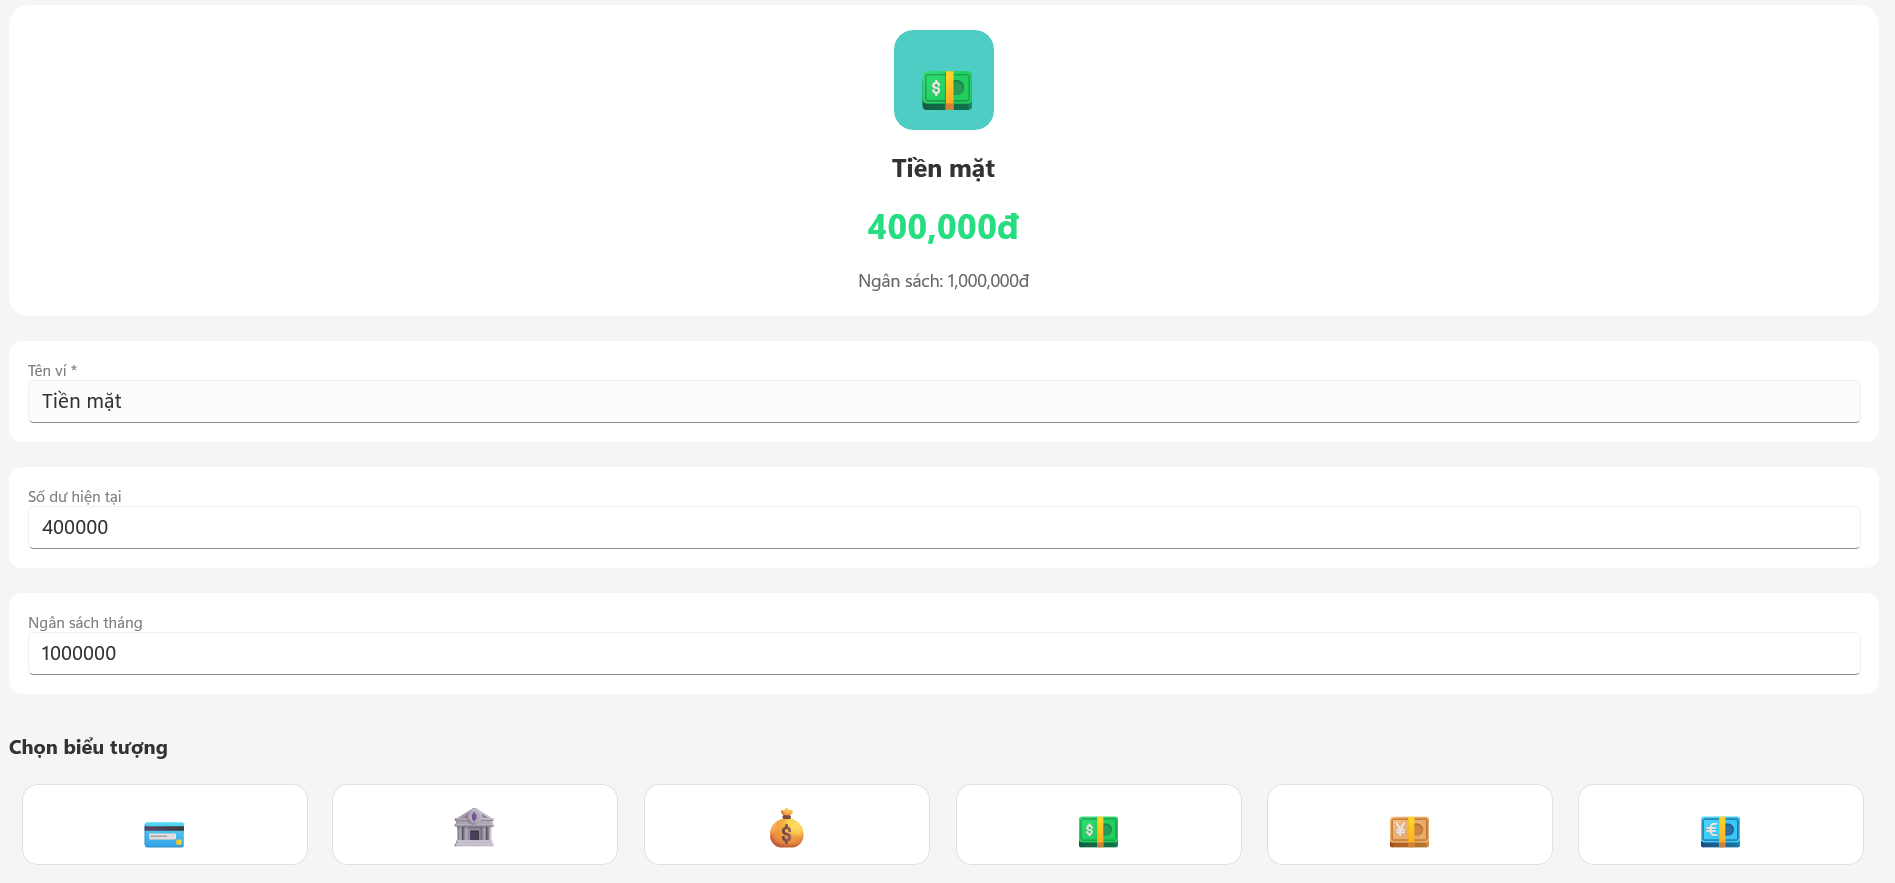 Tiền mặt
400,000đ
Ngân sách: 1,000,000đ
Tên ví *
Tiền mặt
Số dư hiện tại
400000
Ngân sách tháng
1000000
Chọn biểu tượng